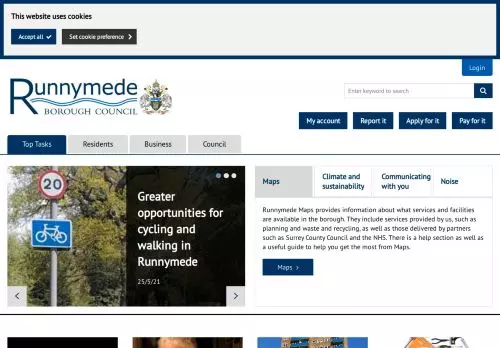 This website uses cookies
Accept all
Set cookie preference
Login
Runnymede
BOROUGH COUNCIL
Enter keyword to search
My account
Report it
Apply for it
Pay for it
Top Tasks
Residents
Business
Council
20
Greater
opportunities for
cycling and
walking in
Runnymede
25/5/21
Maps
Climate and
sustainability
Communicating
with you
Noise
Runnymede Maps provides information about what services and facilities
are available in the borough. They include services provided by us, such as
planning and waste and recycling, as well as those delivered by partners
such as Surrey County Council and the NHS. There is a help section as well as a
useful guide to help you get the most from Maps.
Maps